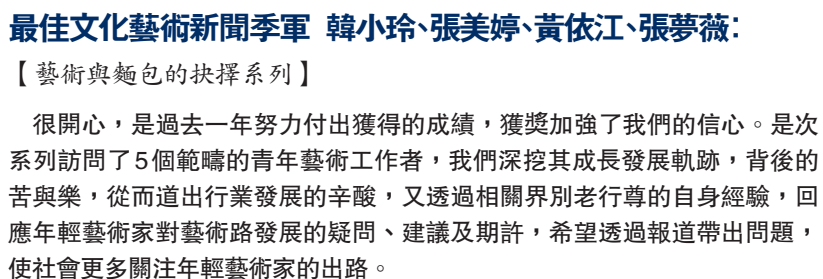 最佳文化藝術新聞季軍 韓小玲、張美婷、黃依江、張夢薇：
【藝術與麵包的抉擇系列】
很開心，是過去一年努力付出獲得的成績，獲獎加強了我們的信心。是次
系列訪問了5個範疇的青年藝術工作者，我們深挖其成長發展軌跡，背後的
苦與樂，從而道出行業發展的辛酸，又透過相關界別老行尊的自身經驗，回
應年輕藝術家對藝術路發展的疑問、建議及期許，希望透過報道帶出問題，
使社會更多關注年輕藝術家的出路。